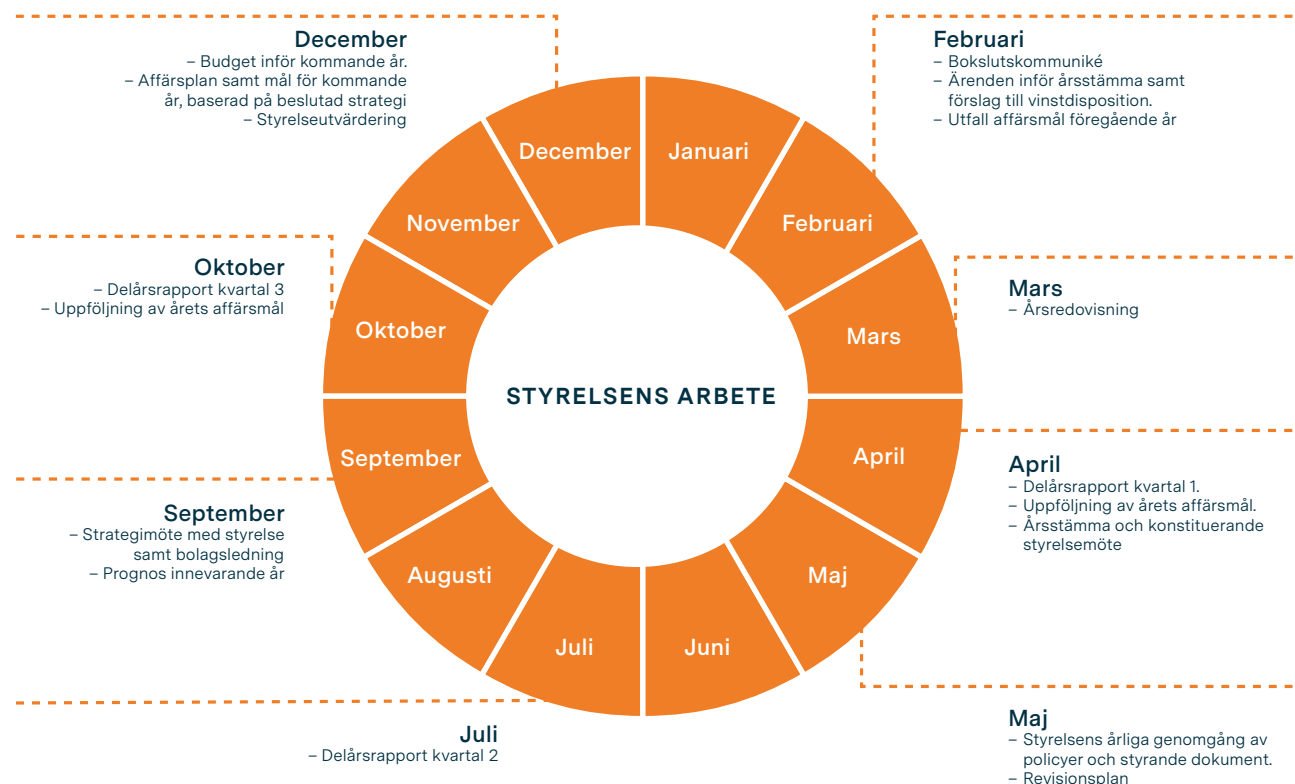 December
– Budget inför kommande år.
– Affärsplan samt mål för kommande
år, baserad på beslutad strategi
– Styrelseutvärdering
Februari
– Bokslutskommuniké
– Ärenden inför årsstämma samt
förslag till vinstdisposition.
– Utfall affärsmål föregående år
Oktober
– Delårsrapport kvartal 3
– Uppföljning av årets affärsmål
Mars
– Årsredovisning
September
– Strategimöte med styrelse
samt bolagsledning
– Prognos innevarande år
April
– Delårsrapport kvartal 1.
– Uppföljning av årets affärsmål.
– Årsstämma och konstituerande
styrelsemöte
Juli
– Delårsrapport kvartal 2
Maj
– Styrelsens årliga genomgång av
policyer och styrande dokument.
– Revisionsplan
STYRELSENS ARBETE
Januari
Februari
Mars
April
Maj
Juni
Juli
Augusti
September
Oktober
November
December